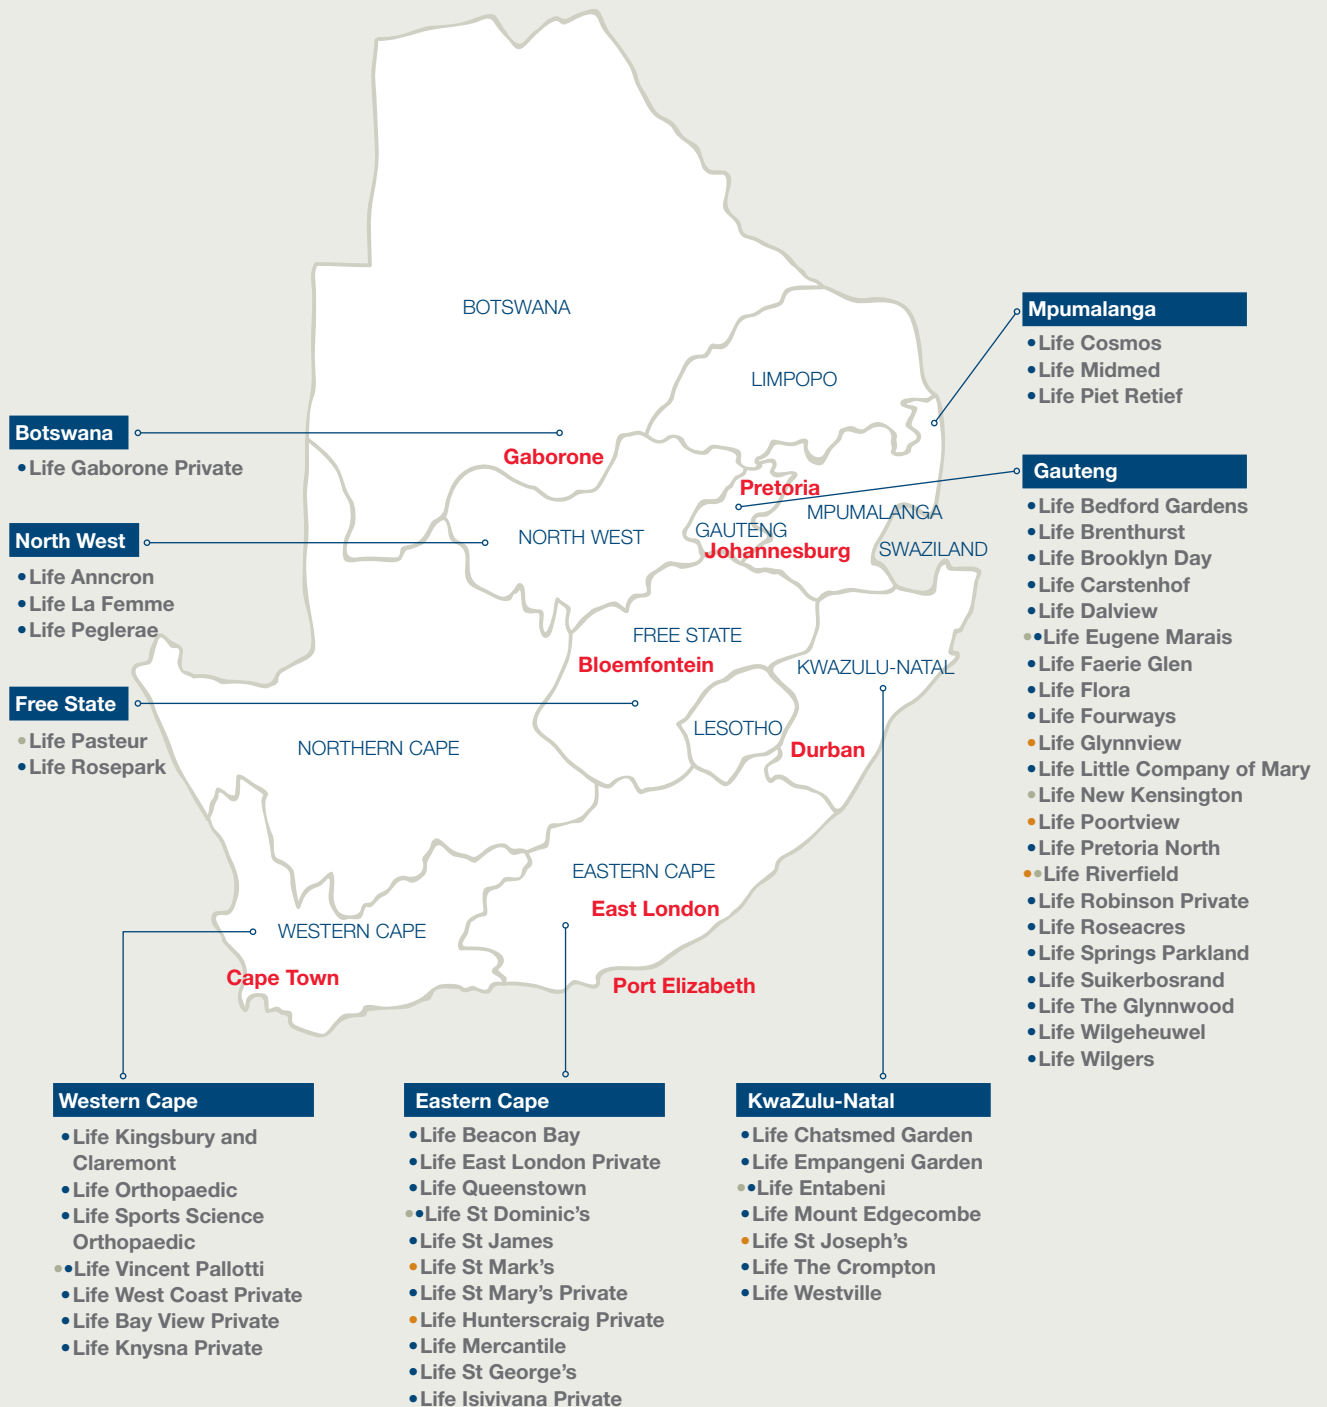 BOTSWANA
LIMPOPO
Gaborone
Pretoria
MPUMALANGA
GAUTENG
NORTH WEST
Johannesburg
SWAZILAND
FREE STATE
Bloemfontein
KWAZULU-NATAL
LESOTHO
NORTHERN CAPE
Durban
EASTERN CAPE
East London
WESTERN CAPE
Cape Town
Port Elizabeth
Botswana
•Life Gaborone Private
North West
•Life Anncron
•Life La Femme
•Life Peglerae
Free State
•Life Pasteur
•Life Rosepark
Mpumalanga
•Life Cosmos
•Life Midmed
•Life Piet Retief
Gauteng
•Life Bedford Gardens
•Life Brenthurst
•Life Brooklyn Day
•Life Carstenhof
•Life Dalview
••Life Eugene Marais
•Life Faerie Glen
•Life Flora
•Life Fourways
•Life Glynnview
•Life Little Company of Mary
•Life New Kensington
•Life Poortview
•Life Pretoria North
••Life Riverfield
•Life Robinson Private
•Life Roseacres
•Life Springs Parkland
•Life Suikerbosrand
•Life The Glynnwood
•Life Wilgeheuwel
•Life Wilgers
Western Cape
•Life Kingsbury and
Claremont
•Life Orthopaedic
•Life Sports Science
Orthopaedic
••Life Vincent Pallotti
•Life West Coast Private
•Life Bay View Private
•Life Knysna Private
Eastern Cape
•Life Beacon Bay
•Life East London Private
•Life Queenstown
••Life St Dominic's
•Life St James
•Life St Mark's
•Life St Mary's Private
•Life Hunterscraig Private
•Life Mercantile
•Life St George's
•Life Isivivana Private
KwaZulu-Natal
•Life Chatsmed Garden
•Life Empangeni Garden
••Life Entabeni
•Life Mount Edgecombe
•Life St Joseph's
•Life The Crompton
•Life Westville